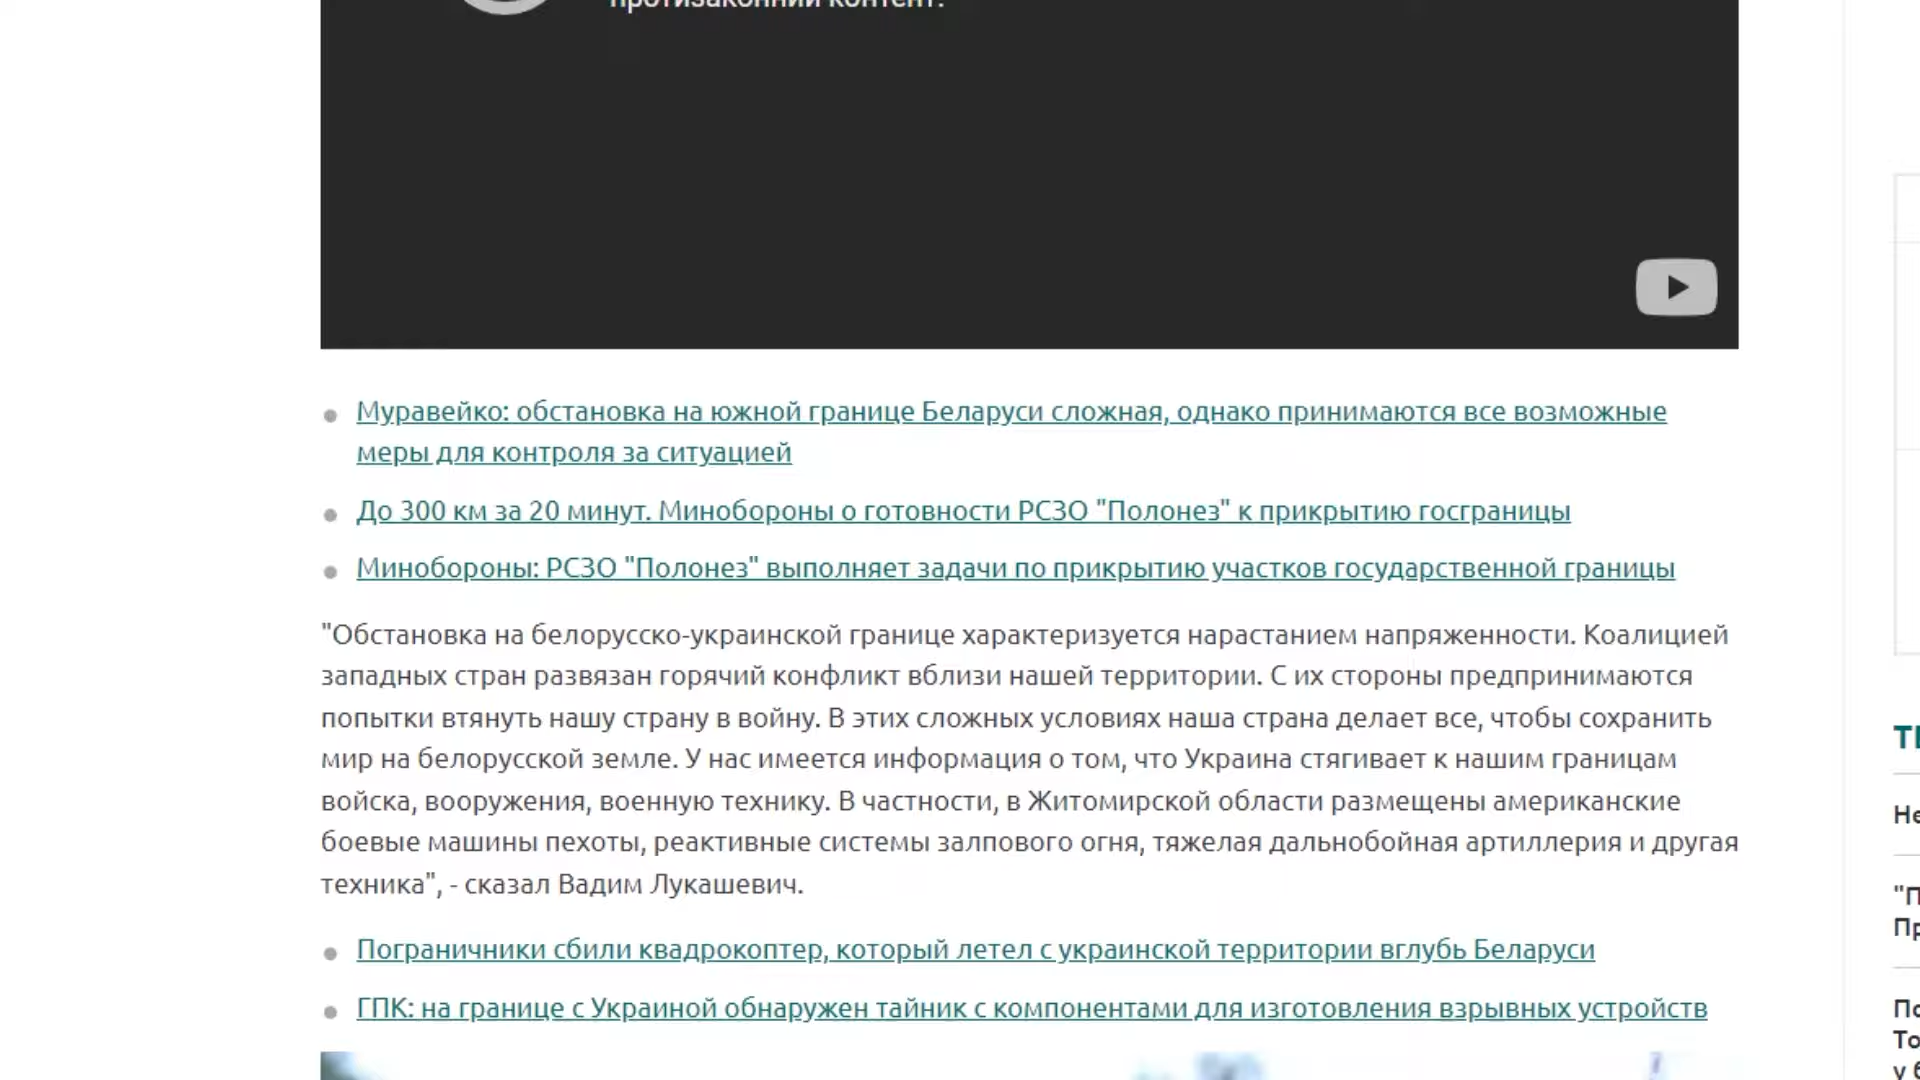 протизаконний контент.
Муравейко: обстановка на южной границе Беларуси сложная, однако принимаются все возможные
меры для контроля за ситуацией
До 300 км за 20 минут. Минобороны о готовности РСЗО "Полонез" к прикрытию госграницы
Минобороны: РСЗО "Полонез" выполняет задачи по прикрытию участков государственной границы
"Обстановка на белорусско-украинской границе характеризуется нарастанием напряженности. Коалицией
западных стран развязан горячий конфликт вблизи нашей территории. С их стороны предпринимаются
попытки втянуть нашу страну в войну. В этих сложных условиях наша страна делает все, чтобы сохранить
мир на белорусской земле. У нас имеется информация о том, что Украина стягивает к нашим границам
войска, вооружения, военную технику. В частности, в Житомирской области размещены американские
боевые машины пехоты, реактивные системы залпового огня, тяжелая дальнобойная артиллерия и другая
техника", - сказал Вадим Лукашевич.
Пограничники сбили квадрокоптер, который летел с украинской территории вглубь Беларуси
ГПК: на границе с Украиной обнаружен тайник с компонентами для изготовления взрывных устройств